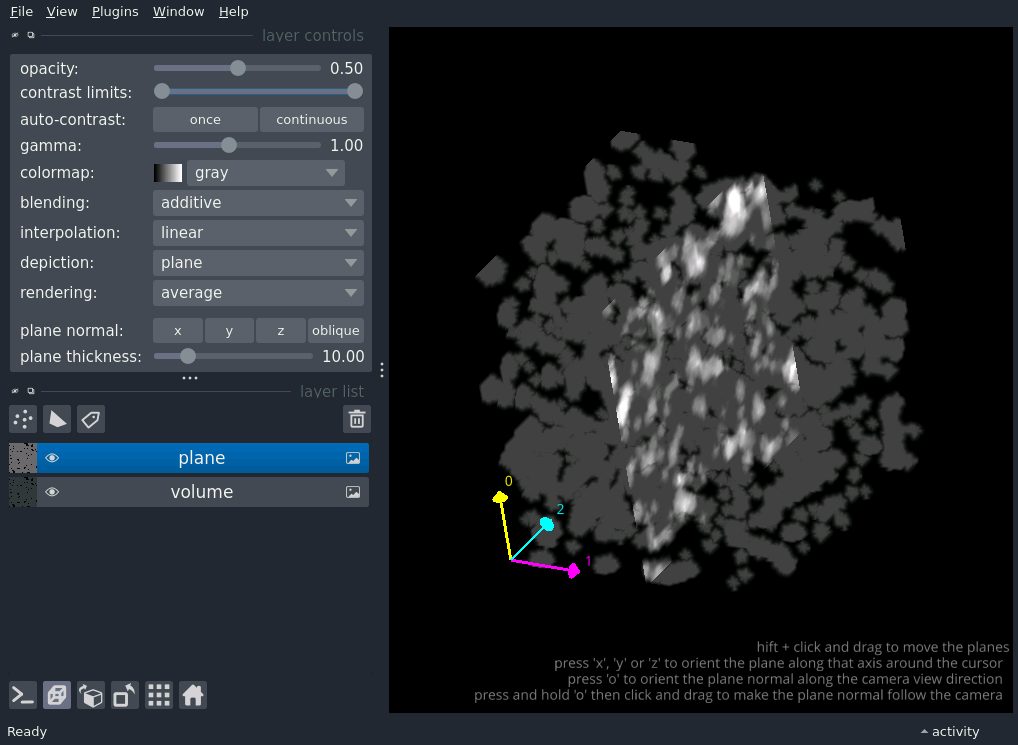 File View Plugins Window Help
layer controls
opacity: 0.50
contrast limits:
auto-contrast: once continuous
gamma: 1.00
colormap: gray
blending: additive
interpolation: linear
depiction: plane
rendering: average
plane normal: x y z oblique
plane thickness: 10.00
layer list
plane
volume
0
2
1
hift + click and drag to move the planes
press 'x', 'y' or 'z' to orient the plane along that axis around the cursor
press 'o' to orient the plane normal along the camera view direction
press and hold 'o' then click and drag to make the plane normal follow the camera
Ready activity